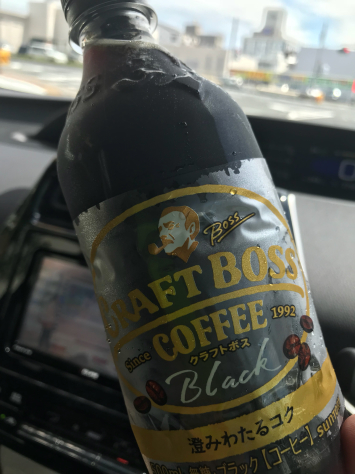 Boss
CRAFT BOSS
COFFEE
Since 1992
クラフトボス
Black
澄みわたるコク
ブラック【コーヒー】